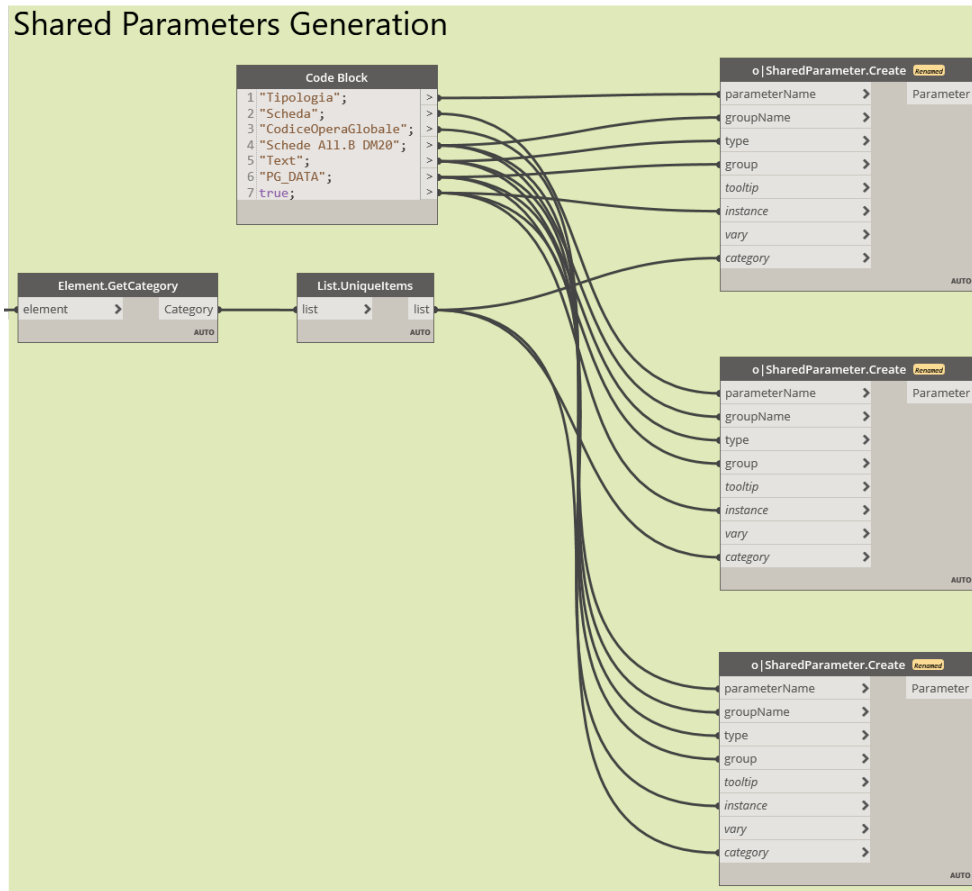 Shared Parameters Generation
Code Block
1 "Tipologia"; >
2 "Scheda"; >
3 "CodiceOperaGlobale"; >
4 "Schede All.B DM20"; >
5 "Text"; >
6 "PG_DATA"; >
7 true; >
Element.GetCategory
element > Category
AUTO
List.UniqueItems
list > list
AUTO
o|SharedParameter.Create Renamed
parameterName > Parameter
groupName >
type >
group >
tooltip >
instance >
vary >
category >
AUTO
o|SharedParameter.Create Renamed
parameterName > Parameter
groupName >
type >
group >
tooltip >
instance >
vary >
category >
AUTO
o|SharedParameter.Create Renamed
parameterName > Parameter
groupName >
type >
group >
tooltip >
instance >
vary >
category >
AUTO